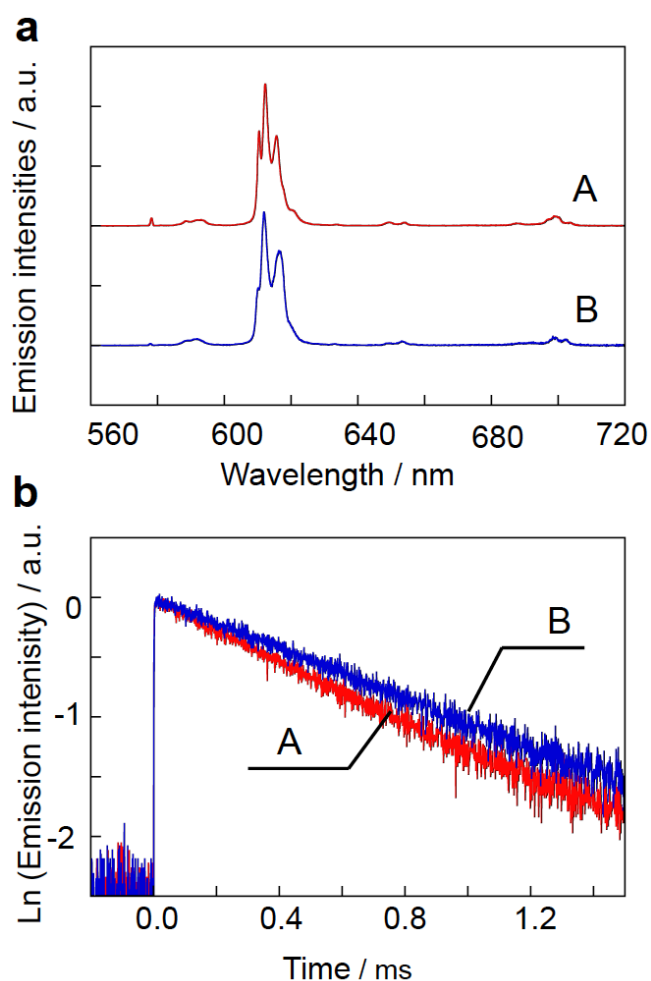 a
Emission intensities / a.u.
A
B
560 600 640 680 720
Wavelength / nm
b
Ln (Emission intenisity) / a.u.
0
-1
-2
B
A
0.0 0.4 0.8 1.2
Time / ms